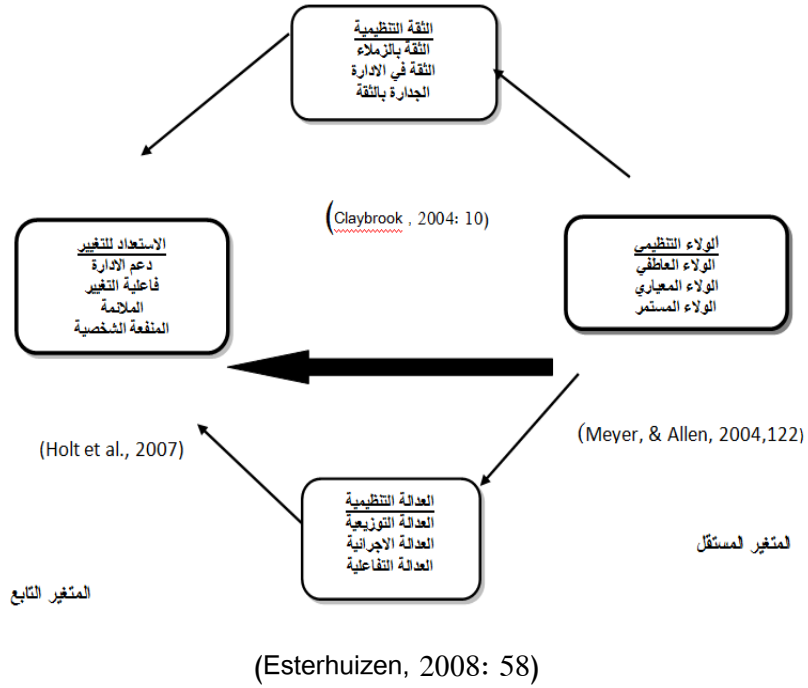 الثقة التنظيمية
الثقة بالزملاء
الثقة في الادارة
الجدارة بالثقة
(Claybrook , 2004: 10)
ألولاء التنظيمي
الولاء العاطفي
الولاء المعياري
الولاء المستمر
الاستعداد للتغيير
دعم الادارة
فاعلية التغيير
الملائمة
المنفعة الشخصية
(Meyer, & Allen, 2004,122)
(Holt et al., 2007)
العدالة التنظيمية
العدالة التوزيعية
العدالة الاجرائية
العدالة التفاعلية
المتغير المستقل
المتغير التابع
(Esterhuizen, 2008: 58)